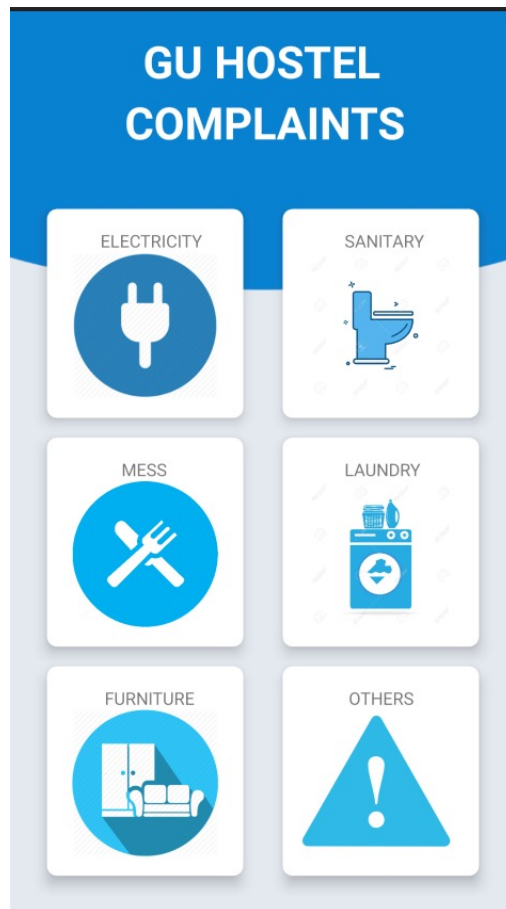 GU HOSTEL
COMPLAINTS
ELECTRICITY
SANITARY
MESS
LAUNDRY
FURNITURE
OTHERS